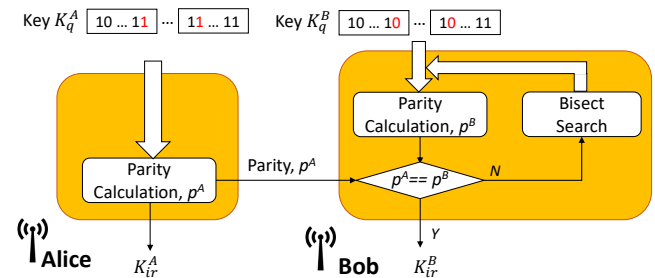 Key K_q^A 10 ... 11 ... 11 ... 11
Key K_q^B 10 ... 10 ... 10 ... 11
Parity
Calculation, p^B
Bisect
Search
Parity
Calculation, p^A
Parity, p^A
p^A== p^B
N
Y
Alice
Bob
K_ir^A
K_ir^B